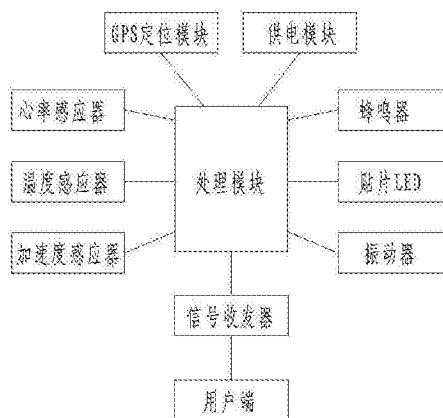 GPS定位模块
供电模块
心率感应器
蜂鸣器
温度感应器
处理模块
贴片LED
加速度感应器
振动器
信号收发器
用户端